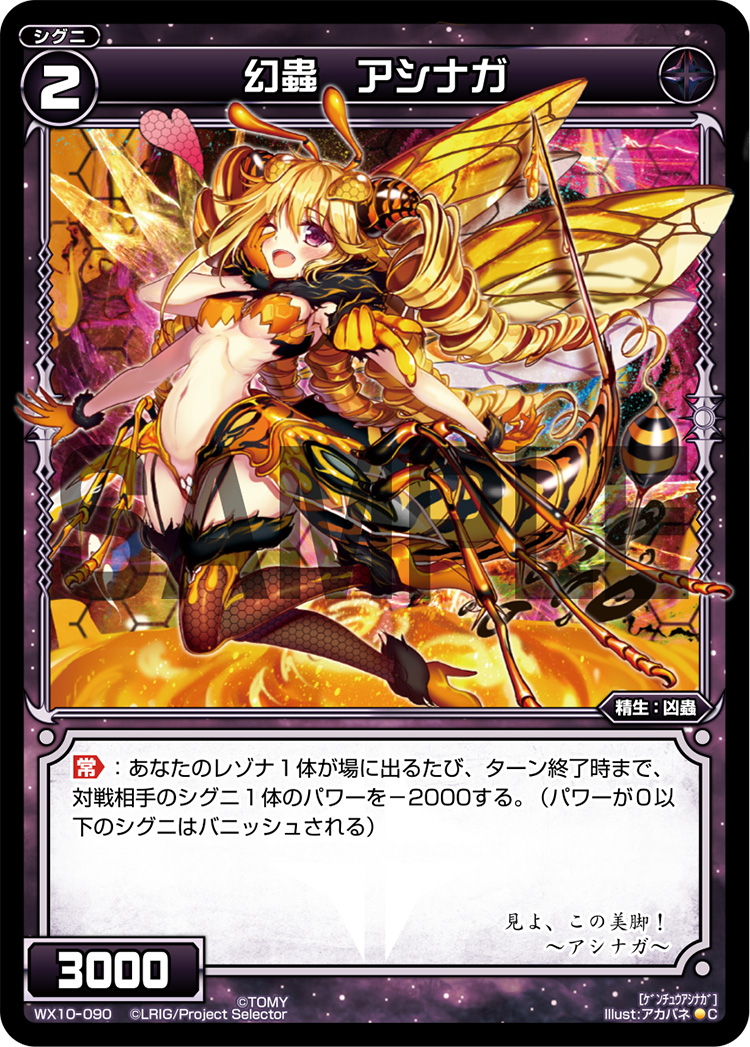 シグニ
2
幻蟲　アシナガ
SAMPLE
精生：凶蟲
常：あなたのレゾナ１体が場に出るたび、ターン終了時まで、
対戦相手のシグニ１体のパワーを－2000する。（パワーが０以
下のシグニはバニッシュされる）
見よ、この美脚！
～アシナガ～
3000
©TOMY
[ｹﾞﾝﾁｭｳｱｼﾅｶﾞ]
WX10-090 ©LRIG/Project Selector
Illust:アカバネ C